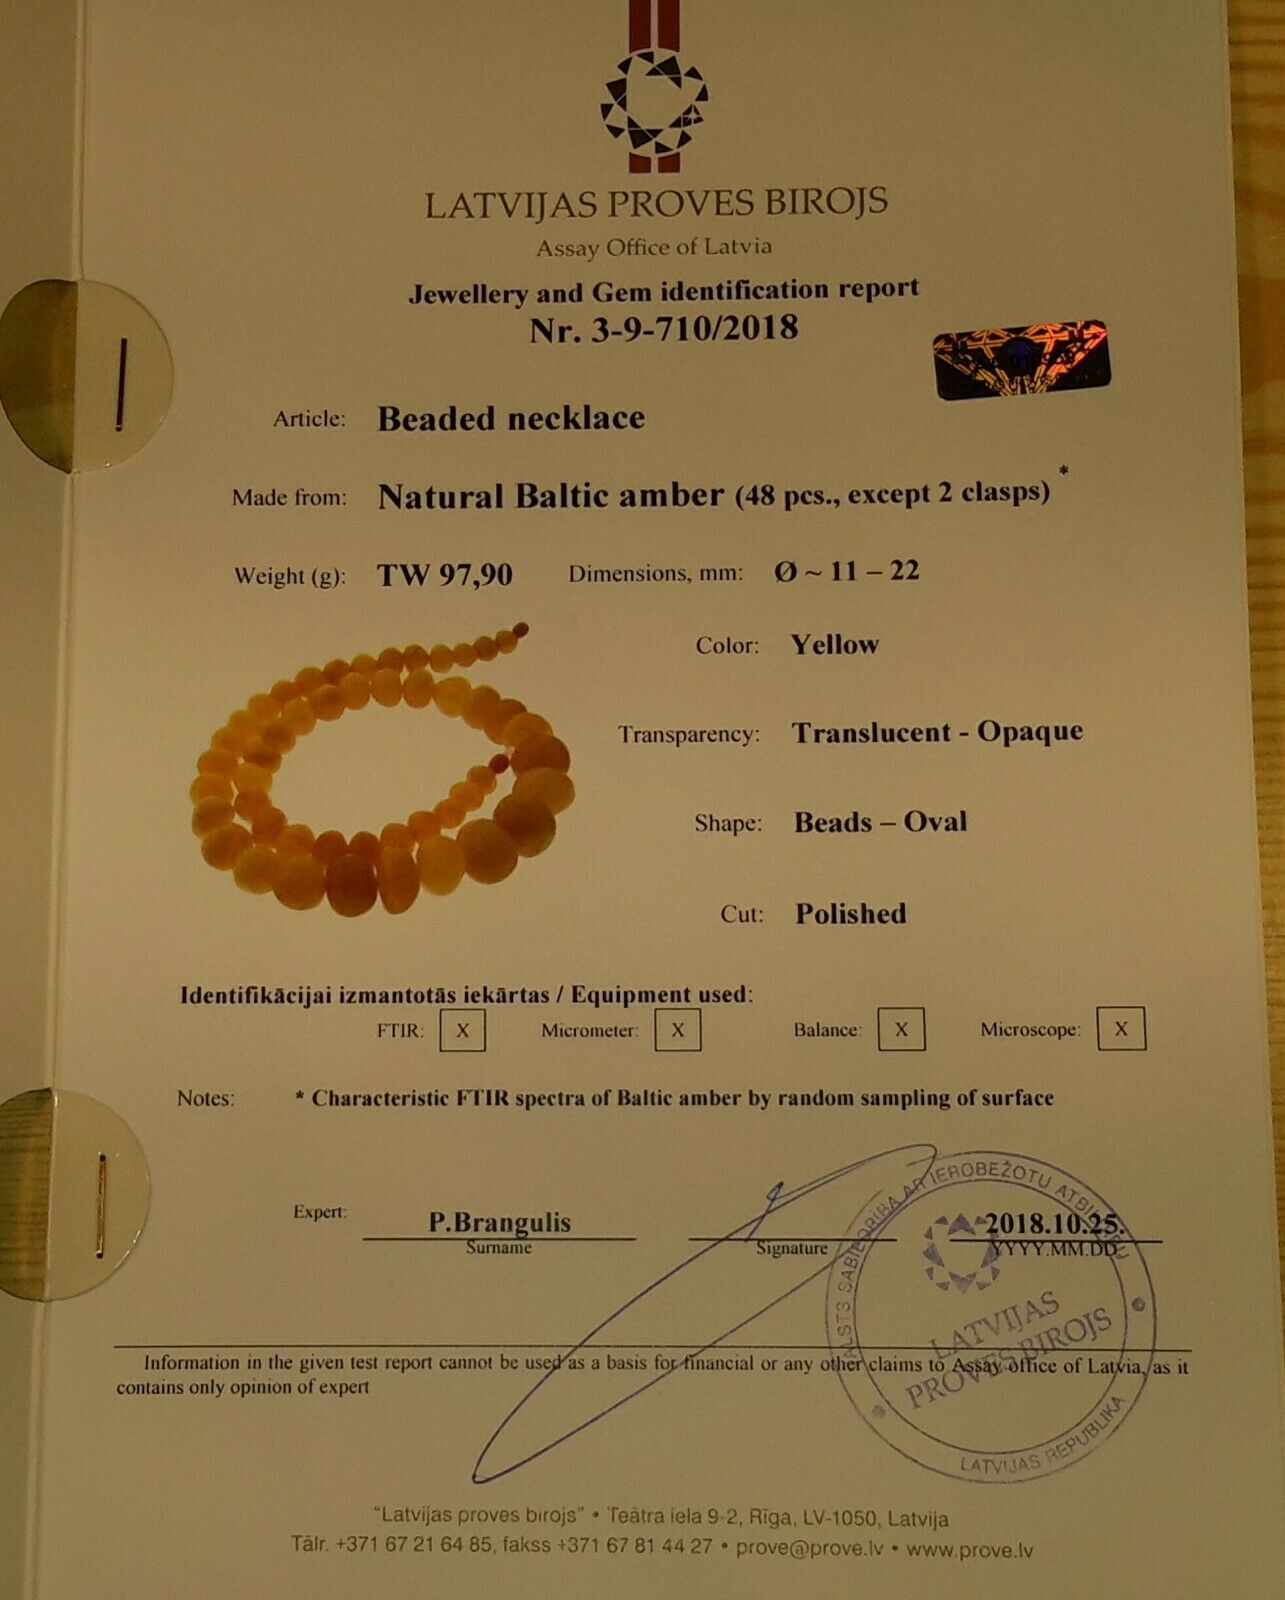 LATVIJAS PROVES BIROJS
Assay Office of Latvia
Jewellery and Gem identification report
Nr. 3-9-710/2018
Article: Beaded necklace
Made from: Natural Baltic amber (48 pcs., except 2 clasps) *
Weight (g): TW 97,90 Dimensions, mm: Ø ~ 11 – 22
Color: Yellow
Transparency: Translucent - Opaque
Shape: Beads – Oval
Cut: Polished
Identifikācijai izmantotās iekārtas / Equipment used:
FTIR: X Micrometer: X Balance: X Microscope: X
Notes: * Characteristic FTIR spectra of Baltic amber by random sampling of surface
Expert: P.Brangulis 2018.10.25.
Surname Signature YYYY.MM.DD
SABIEDRĪBA AR IEROBEŽOTU
LATVIJAS
PROVES BIROJS
LATVIJAS REPUBLIKA
Information in the given test report cannot be used as a basis for financial or any other claims to Assay office of Latvia, as it
contains only opinion of expert
"Latvijas proves birojs" • Teātra iela 9-2, Rīga, LV-1050, Latvija
Tālr. +371 67 21 64 85, fakss +371 67 81 44 27 • prove@prove.lv • www.prove.lv